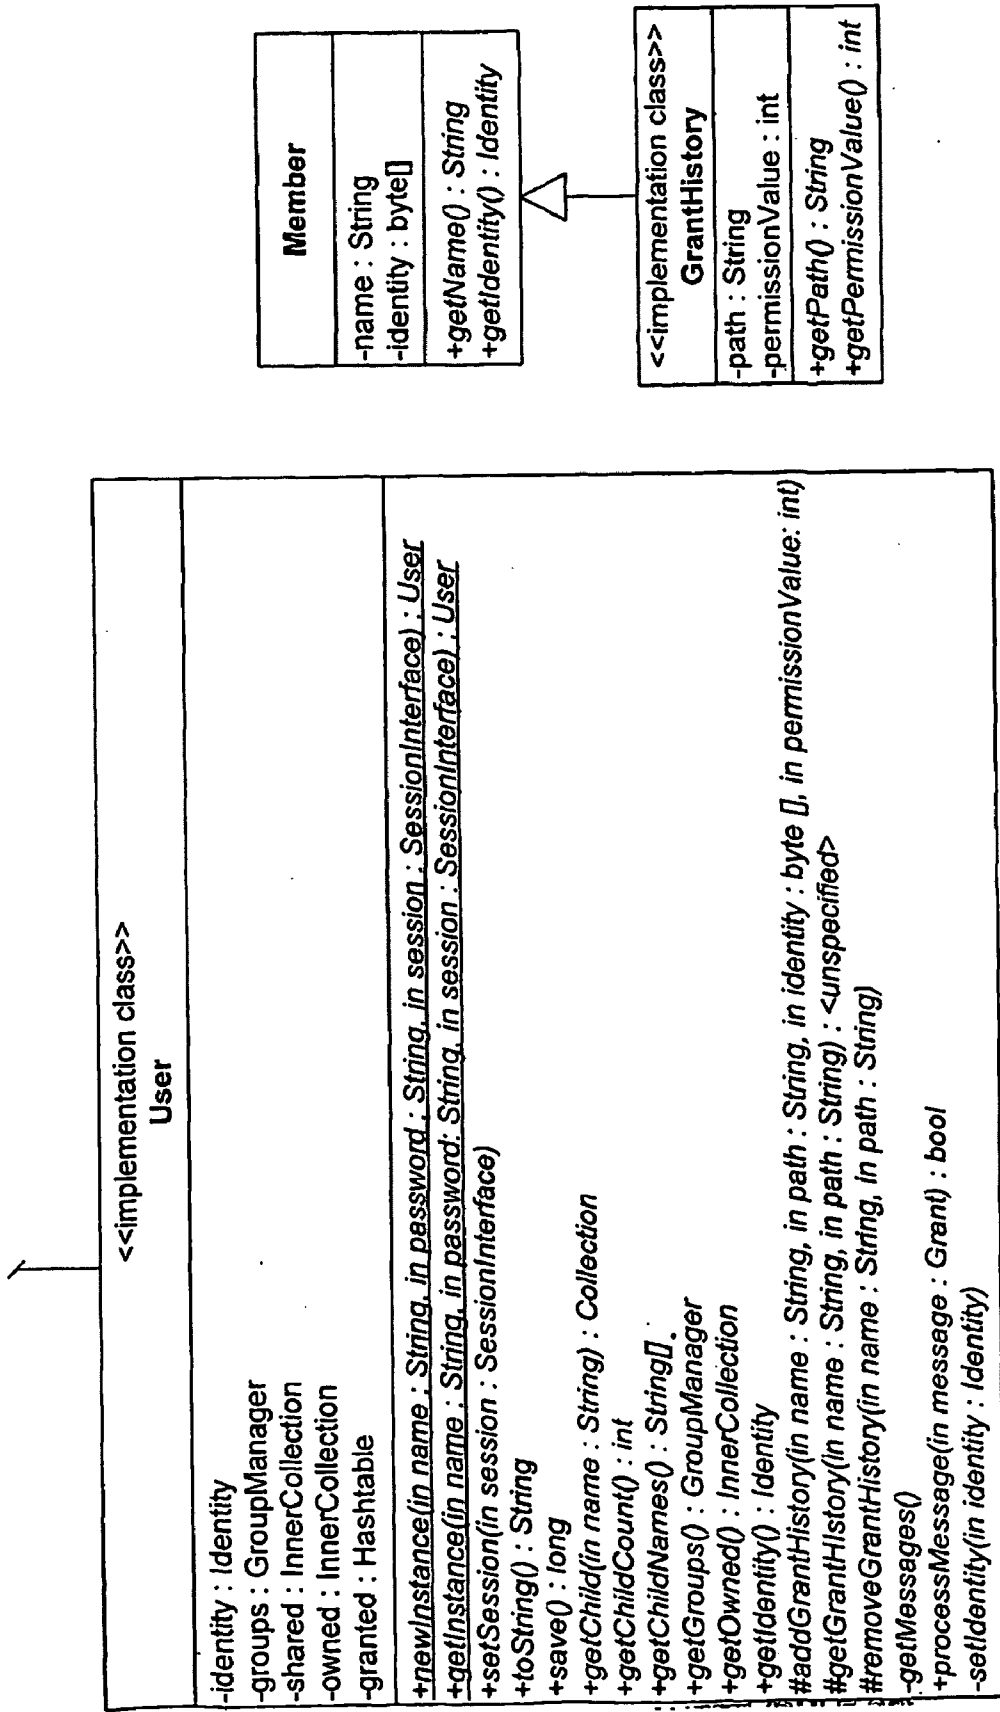 <<implementation class>>
User
-identity : Identity
-groups : GroupManager
-shared : InnerCollection
-owned : InnerCollection
-granted : Hashtable
+newInstance(in name : String, in password : String, in session : SessionInterface) : User
+getInstance(in name : String, in password: String, in session : SessionInterface) : User
+setSession(in session : SessionInterface)
+toString() : String
+save() : long
+getChild(in name : String) : Collection
+getChildCount() : int
+getChildNames() : String[]
+getGroups() : GroupManager
+getOwned() : InnerCollection
+getIdentity() : Identity
#addGrantHistory(in name : String, in path : String, in identity : byte [], in permissionValue: int)
#getGrantHistory(in name : String, in path : String) : <unspecified>
#removeGrantHistory(in name : String, in path : String)
-getMessages()
+processMessage(in message : Grant) : bool
-setIdentity(in identity : Identity)
Member
-name : String
-identity : byte[]
+getName() : String
+getIdentity() : Identity
<<implementation class>>
GrantHistory
-path : String
-permissionValue : int
+getPath() : String
+getPermissionValue() : int